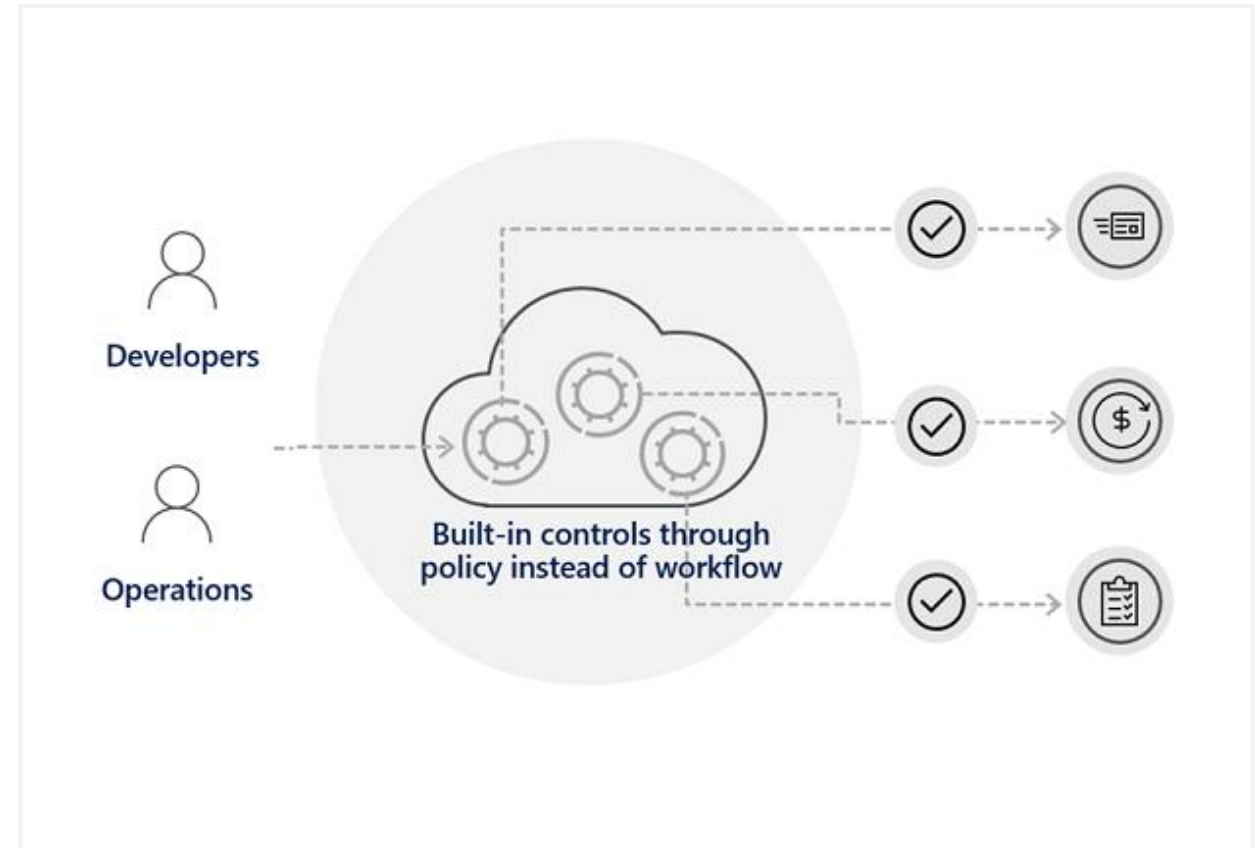 Developers
Operations
Built-in controls through
policy instead of workflow
$